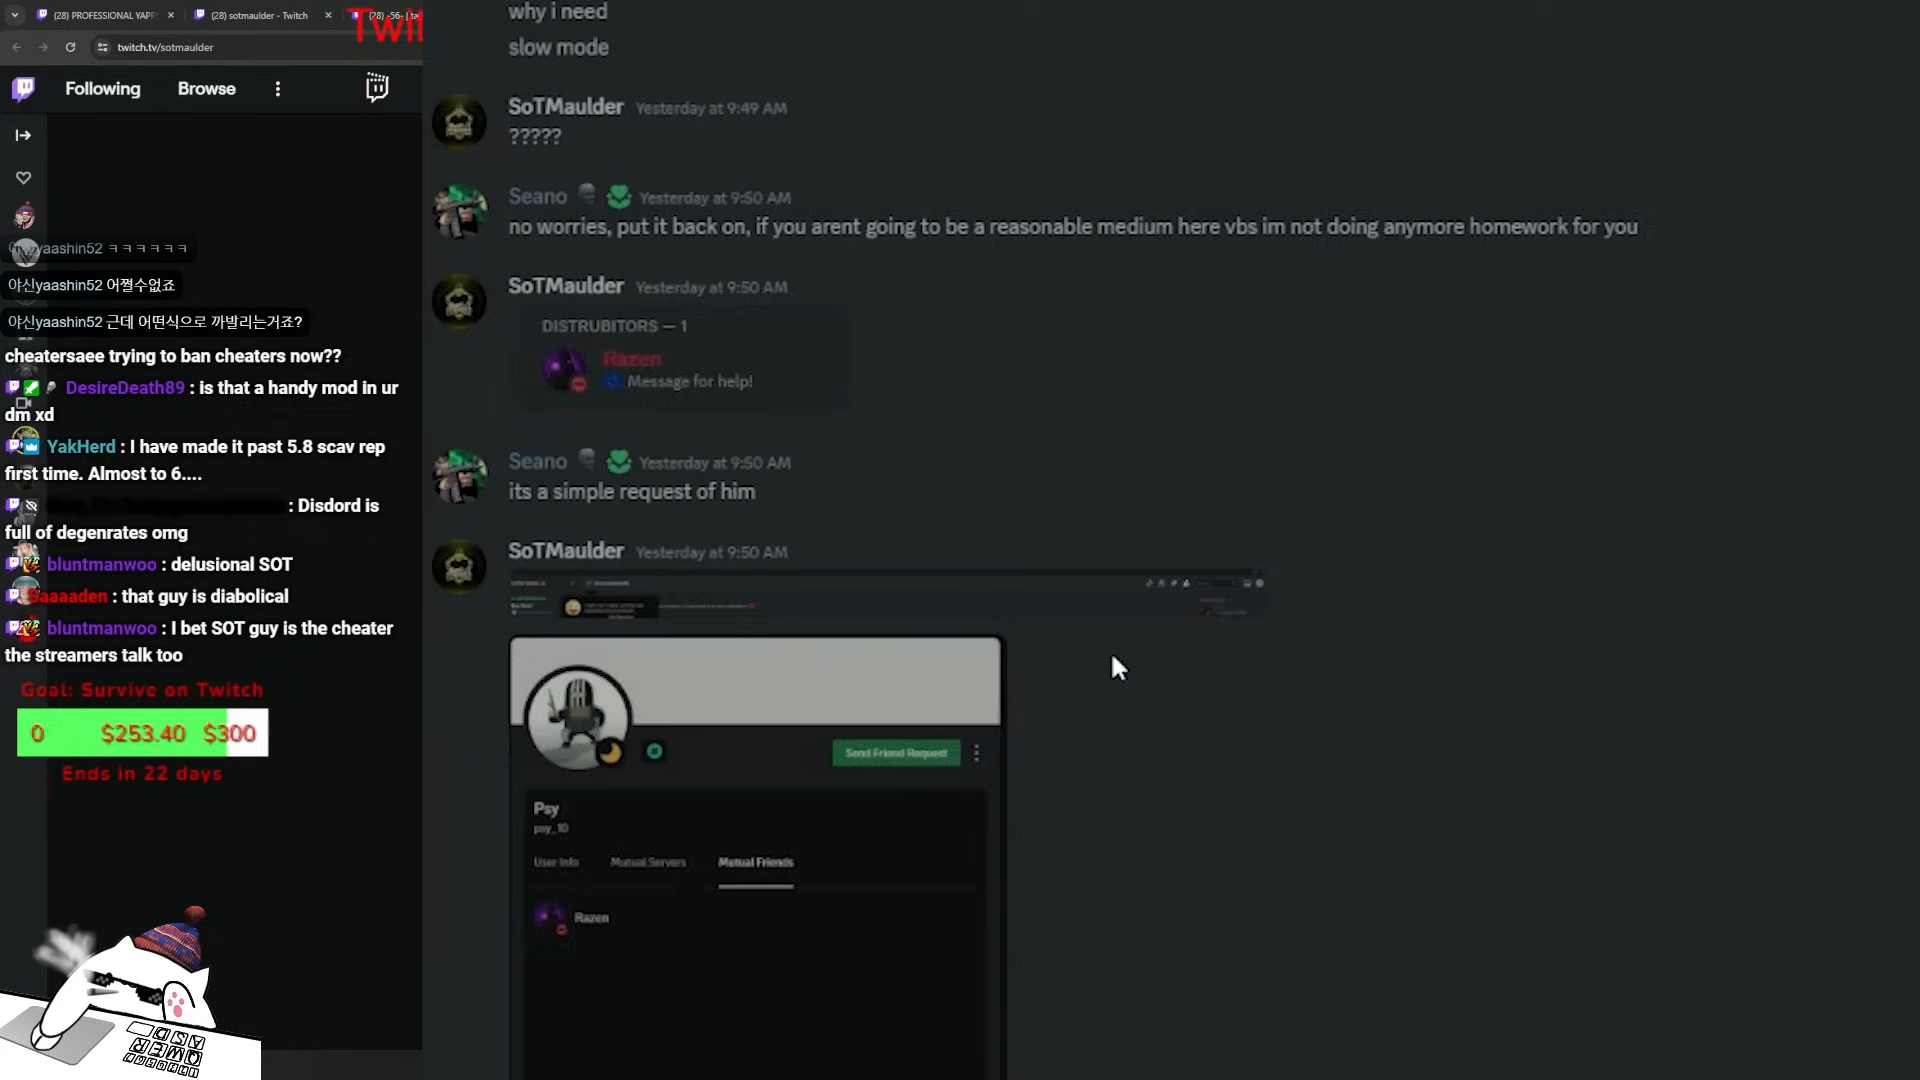 (28) PROFESSIONAL YAPP
(28) sotmaulder - Twitch
(28) -56- | ta
Twit
twitch.tv/sotmaulder
Following
Browse
yaashin52 ㅋㅋㅋㅋㅋㅋ
야신yaashin52 어쩔수없죠
야신yaashin52 근데 어떤식으로 까발리는거죠?
cheatersaee trying to ban cheaters now??
DesireDeath89 : is that a handy mod in ur
dm xd
YakHerd : I have made it past 5.8 scav rep
first time. Almost to 6....
: Disdord is
full of degenrates omg
bluntmanwoo : delusional SOT
Saaaaden : that guy is diabolical
bluntmanwoo : I bet SOT guy is the cheater
the streamers talk too
Goal: Survive on Twitch
0 $253.40 $300
Ends in 22 days
why i need
slow mode
SoTMaulder Yesterday at 9:49 AM
?????
Seano Yesterday at 9:50 AM
no worries, put it back on, if you arent going to be a reasonable medium here vbs im not doing anymore homework for you
SoTMaulder Yesterday at 9:50 AM
DISTRUBITORS — 1
Razen
Message for help!
Seano Yesterday at 9:50 AM
its a simple request of him
SoTMaulder Yesterday at 9:50 AM
Send Friend Request
Psy
psy_10
User Info
Mutual Servers
Mutual Friends
Razen